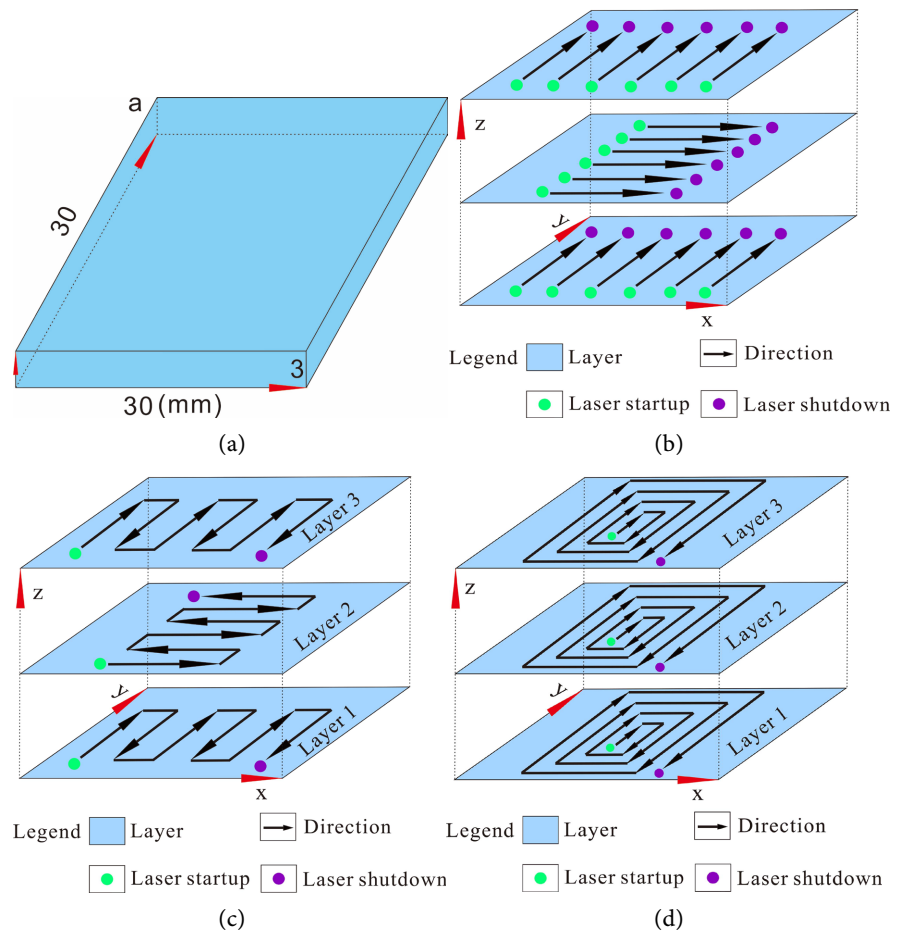 a
30
3
30 (mm)
(a)
z
y
x
Legend Layer Direction
Laser startup Laser shutdown
(b)
Layer 3
z
Layer 2
y
Layer 1
x
Legend Layer Direction
Laser startup Laser shutdown
(c)
Layer 3
z
Layer 2
y
Layer 1
x
Legend Layer Direction
Laser startup Laser shutdown
(d)